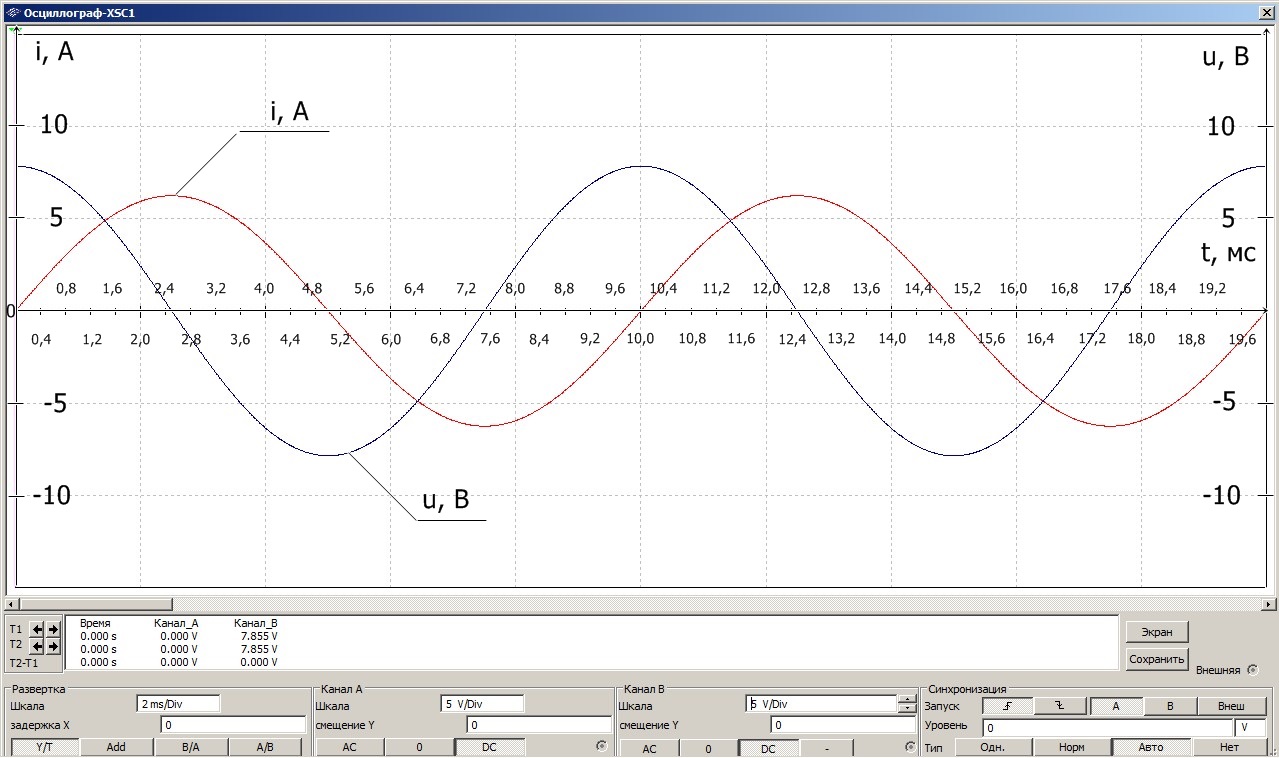 Осциллограф-XSC1
i, А
u, В
i, А
10
10
5
5
t, мс
0,8 1,6 2,4 3,2 4,0 4,8 5,6 6,4 7,2 8,0 8,8 9,6 10,4 11,2 12,0 12,8 13,6 14,4 15,2 16,0 16,8 17,6 18,4 19,2
0
0,4 1,2 2,0 2,8 3,6 4,4 5,2 6,0 6,8 7,6 8,4 9,2 10,0 10,8 11,6 12,4 13,2 14,0 14,8 15,6 16,4 17,2 18,0 18,8 19,6
-5
-5
-10
u, В
-10
Время Канал_A Канал_B
T1 0.000 s 0.000 V 7.855 V
T2 0.000 s 0.000 V 7.855 V
T2-T1 0.000 s 0.000 V 0.000 V
Экран
Сохранить
Внешняя
Развертка
Шкала 2 ms/Div
задержка X 0
Y/T Add B/A A/B
Канал A
Шкала 5 V/Div
смещение Y 0
AC 0 DC
Канал B
Шкала 5 V/Div
смещение Y 0
AC 0 DC -
Синхронизация
Запуск A B Внеш
Уровень 0 V
Тип Одн. Норм Авто Нет